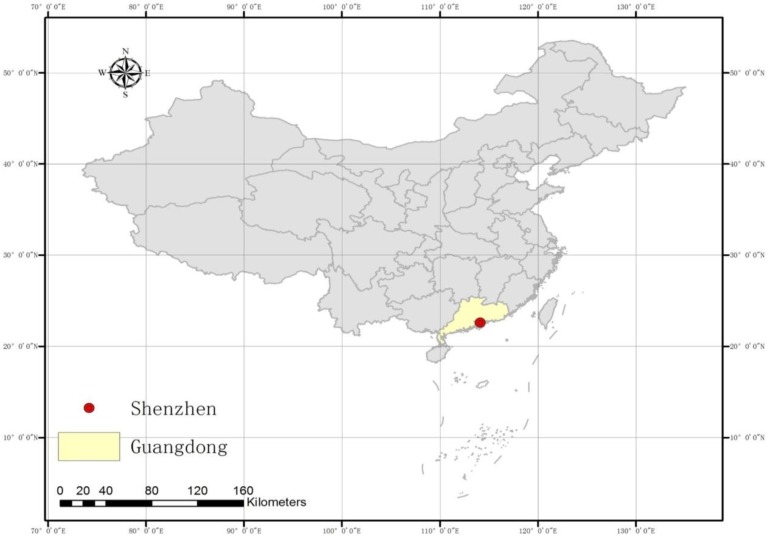 70° 0′0″E 80° 0′0″E 90° 0′0″E 100° 0′0″E 110° 0′0″E 120° 0′0″E 130° 0′0″E
N
W E
S
50° 0′0″N 50° 0′0″N
40° 0′0″N 40° 0′0″N
30° 0′0″N 30° 0′0″N
20° 0′0″N 20° 0′0″N
Shenzhen
10° 0′0″N 10° 0′0″N
Guangdong
0 20 40 80 120 160
Kilometers
70° 0′0″E 80° 0′0″E 90° 0′0″E 100° 0′0″E 110° 0′0″E 120° 0′0″E 130° 0′0″E